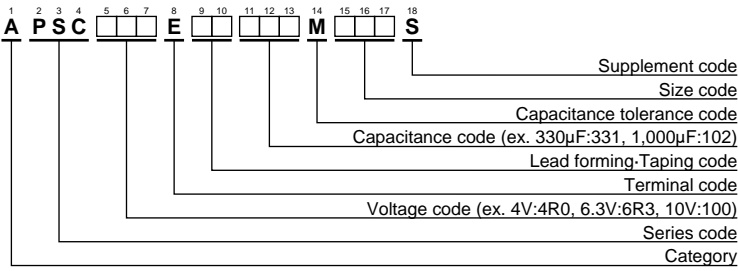 1 2 3 4 5 6 7 8 9 10 11 12 13 14 15 16 17 18
A P S C E M S
Supplement code
Size code
Capacitance tolerance code
Capacitance code (ex. 330μF:331, 1,000μF:102)
Lead forming·Taping code
Terminal code
Voltage code (ex. 4V:4R0, 6.3V:6R3, 10V:100)
Series code
Category